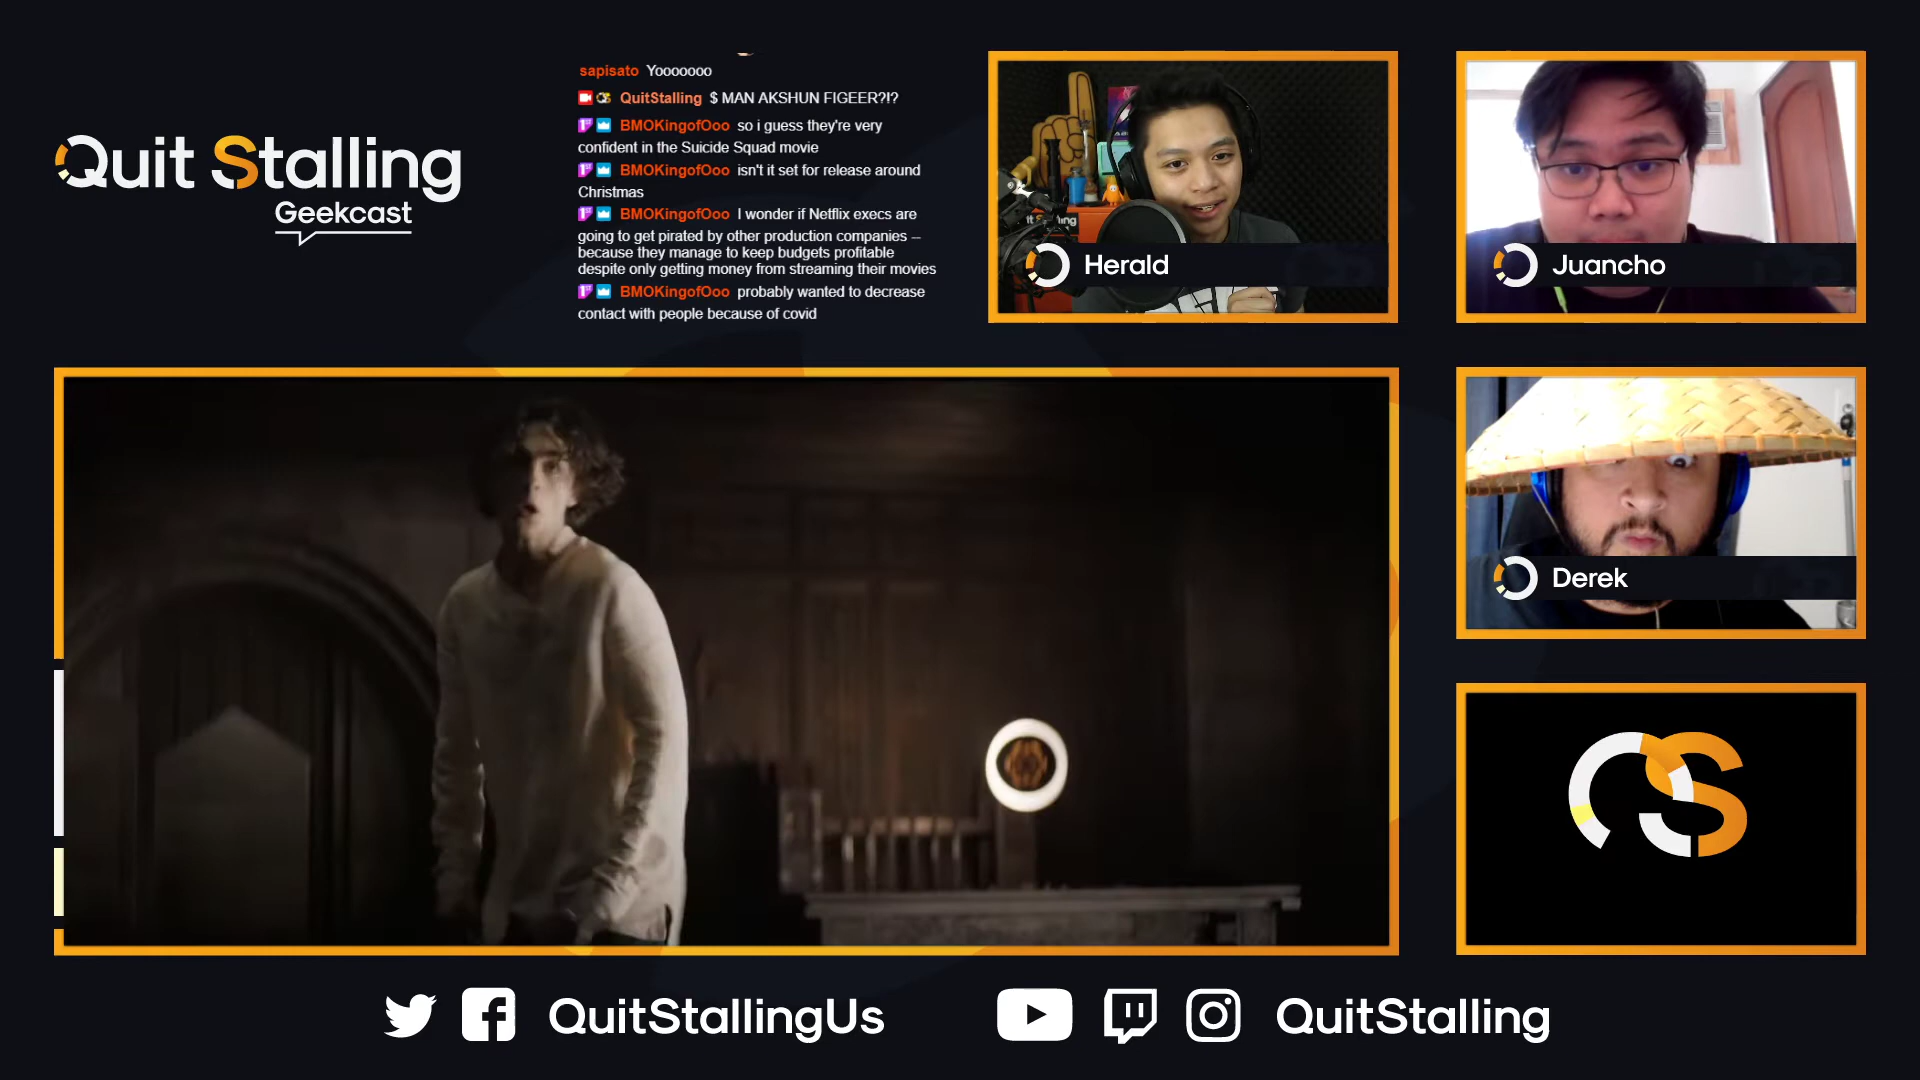 Quit Stalling
Geekcast
sapisato Yooooooo
QuitStalling $ MAN AKSHUN FIGEER?!?
BMOKingofOoo so i guess they're very
confident in the Suicide Squad movie
BMOKingofOoo isn't it set for release around
Christmas
BMOKingofOoo I wonder if Netflix execs are
going to get pirated by other production companies --
because they manage to keep budgets profitable
despite only getting money from streaming their movies
BMOKingofOoo probably wanted to decrease
contact with people because of covid
Herald
Juancho
Derek
QS
QuitStallingUs
QuitStalling